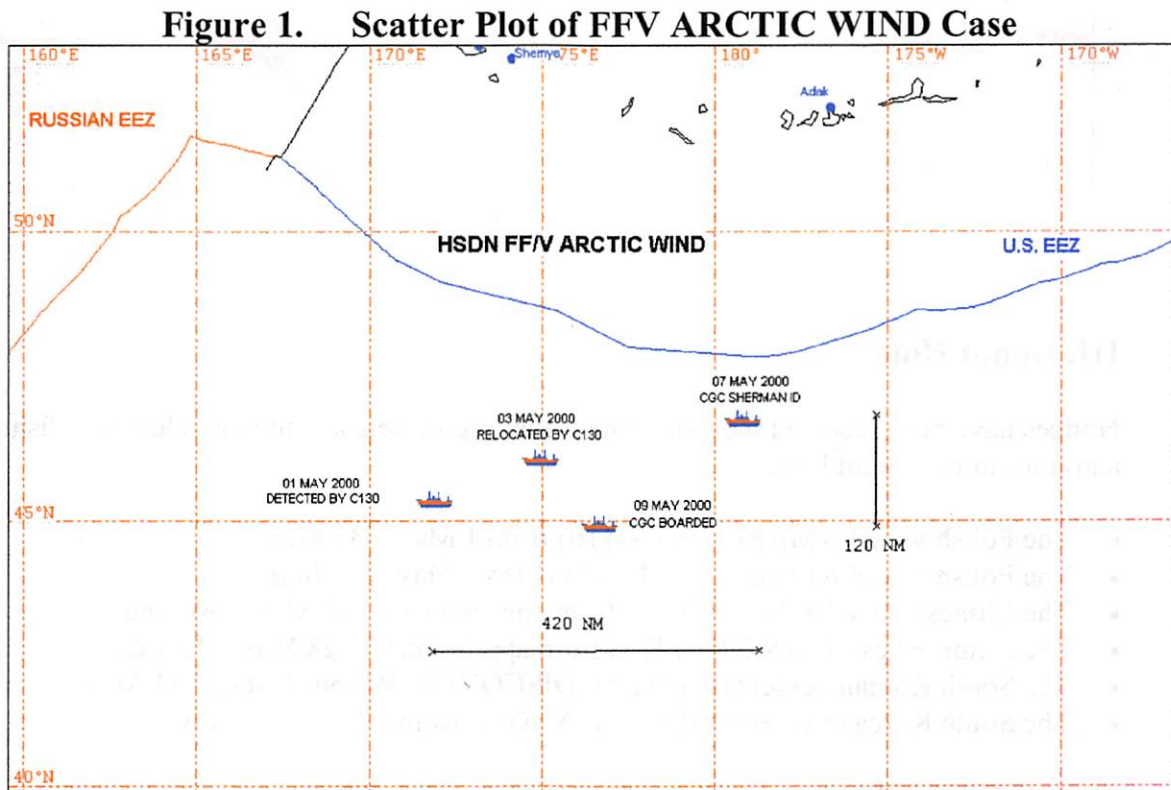 Figure 1. Scatter Plot of FFV ARCTIC WIND Case
160°E 165°E 170°E 175°E 180° 175°W 170°W
Shemya
Adak
RUSSIAN EEZ
50°N
HSDN FF/V ARCTIC WIND
U.S. EEZ
07 MAY 2000
CGC SHERMAN ID
03 MAY 2000
RELOCATED BY C130
01 MAY 2000
DETECTED BY C130
09 MAY 2000
CGC BOARDED
45°N
120 NM
420 NM
40°N